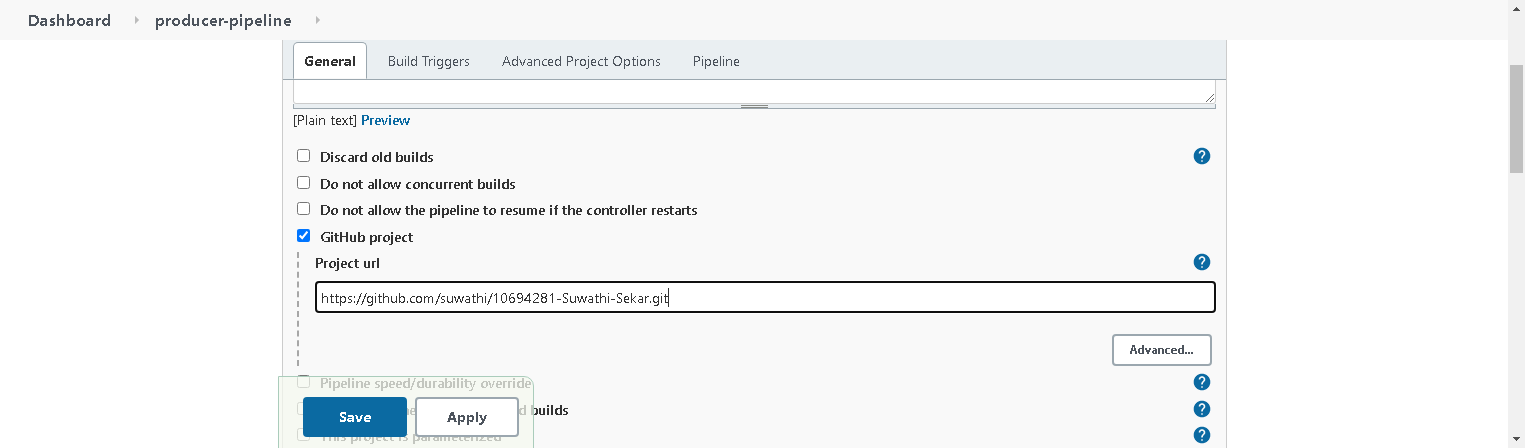 Dashboard producer-pipeline
General Build Triggers Advanced Project Options Pipeline
[Plain text] Preview
Discard old builds
Do not allow concurrent builds
Do not allow the pipeline to resume if the controller restarts
GitHub project
Project url
https://github.com/suwathi/10694281-Suwathi-Sekar.git
Advanced...
Pipeline speed/durability override
builds
Save Apply
This project is parameterized